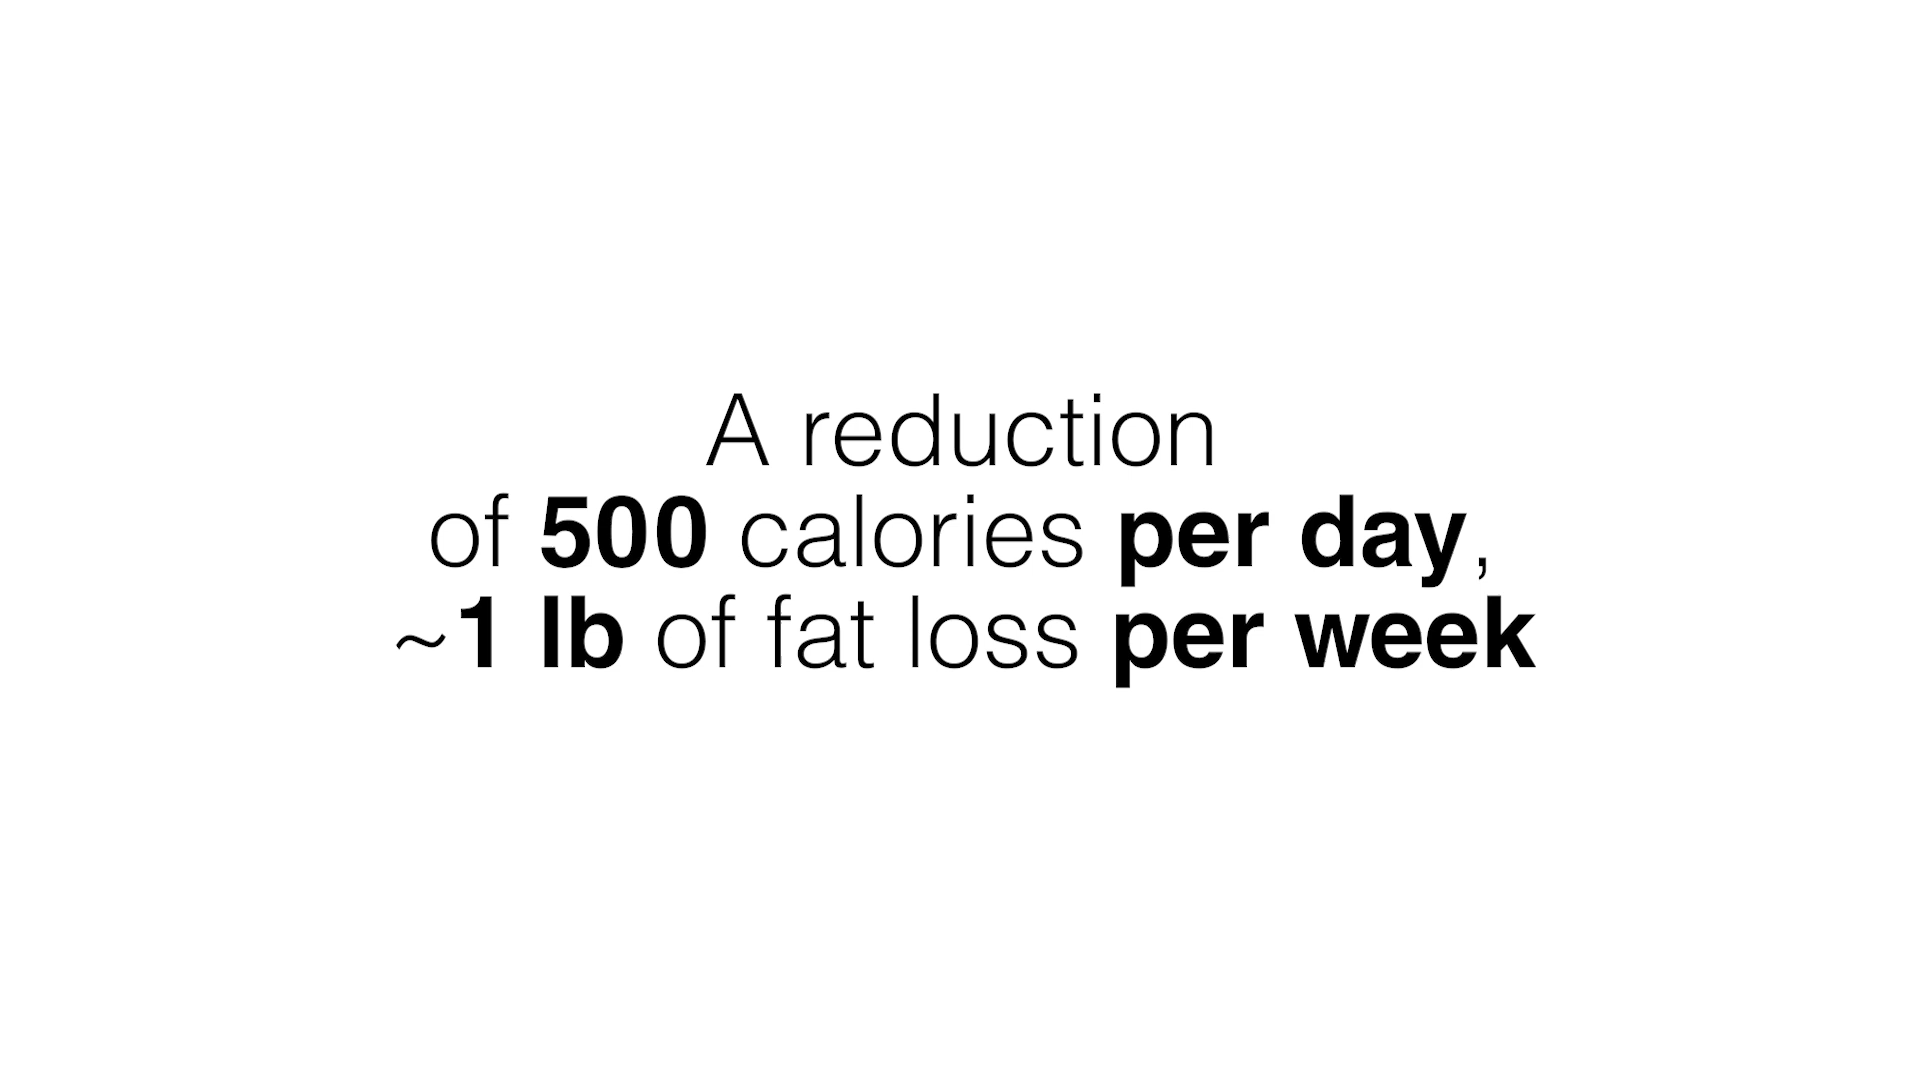 A reduction
of 500 calories per day,
~1 lb of fat loss per week